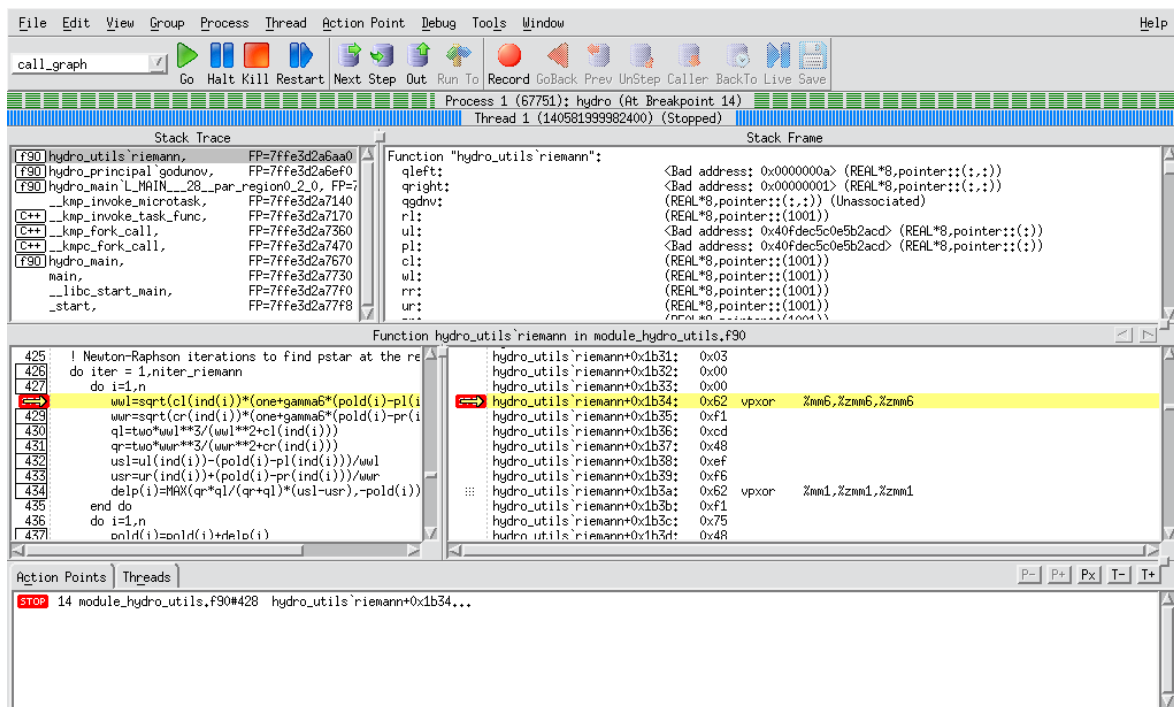 File Edit View Group Process Thread Action Point Debug Tools Window Help
call_graph
Go Halt Kill Restart Next Step Out Run To Record GoBack Prev UnStep Caller BackTo Live Save
Process 1 (67751): hydro (At Breakpoint 14)
Thread 1 (140581999982400) (Stopped)
Stack Trace
f90 hydro_utils`riemann, FP=7ffe3d2a6aa0
f90 hydro_principal`godunov, FP=7ffe3d2a6ef0
f90 hydro_main`L_MAIN___28__par_region0_2_0, FP=7
__kmp_invoke_microtask, FP=7ffe3d2a7140
C++ __kmp_invoke_task_func, FP=7ffe3d2a7170
C++ __kmp_fork_call, FP=7ffe3d2a7360
C++ __kmpc_fork_call, FP=7ffe3d2a7470
f90 hydro_main, FP=7ffe3d2a7670
main, FP=7ffe3d2a7730
__libc_start_main, FP=7ffe3d2a77f0
_start, FP=7ffe3d2a77f8
Stack Frame
Function "hydro_utils`riemann":
qleft: <Bad address: 0x0000000a> (REAL*8,pointer::(:,:))
qright: <Bad address: 0x00000001> (REAL*8,pointer::(:,:))
qgdnv: (REAL*8,pointer::(:,:)) (Unassociated)
rl: (REAL*8,pointer::(1001))
ul: <Bad address: 0x40fdec5c0e5b2acd> (REAL*8,pointer::(:))
pl: <Bad address: 0x40fdec5c0e5b2acd> (REAL*8,pointer::(:))
cl: (REAL*8,pointer::(1001))
wl: (REAL*8,pointer::(1001))
rr: (REAL*8,pointer::(1001))
ur: (REAL*8,pointer::(1001))
Function hydro_utils`riemann in module_hydro_utils.f90
425 ! Newton-Raphson iterations to find pstar at the re
426 do iter = 1,niter_riemann
427 do i=1,n
wwl=sqrt(cl(ind(i))*(one+gamma6*(pold(i)-pl(i
429 wwr=sqrt(cr(ind(i))*(one+gamma6*(pold(i)-pr(i
430 ql=two*wwl**3/(wwl**2+cl(ind(i)))
431 qr=two*wwr**3/(wwr**2+cr(ind(i)))
432 usl=ul(ind(i))-(pold(i)-pl(ind(i)))/wwl
433 usr=ur(ind(i))+(pold(i)-pr(ind(i)))/wwr
434 delp(i)=MAX(qr*ql/(qr+ql)*(usl-usr),-pold(i))
435 end do
436 do i=1,n
437 pold(i)=pold(i)+delp(i)
hydro_utils`riemann+0x1b31: 0x03
hydro_utils`riemann+0x1b32: 0x00
hydro_utils`riemann+0x1b33: 0x00
hydro_utils`riemann+0x1b34: 0x62 vpxor %mm6,%zmm6,%zmm6
hydro_utils`riemann+0x1b35: 0xf1
hydro_utils`riemann+0x1b36: 0xcd
hydro_utils`riemann+0x1b37: 0x48
hydro_utils`riemann+0x1b38: 0xef
hydro_utils`riemann+0x1b39: 0xf6
hydro_utils`riemann+0x1b3a: 0x62 vpxor %mm1,%zmm1,%zmm1
hydro_utils`riemann+0x1b3b: 0xf1
hydro_utils`riemann+0x1b3c: 0x75
hydro_utils`riemann+0x1b3d: 0x48
Action Points Threads P- P+ Px T- T+
STOP 14 module_hydro_utils.f90#428 hydro_utils`riemann+0x1b34...